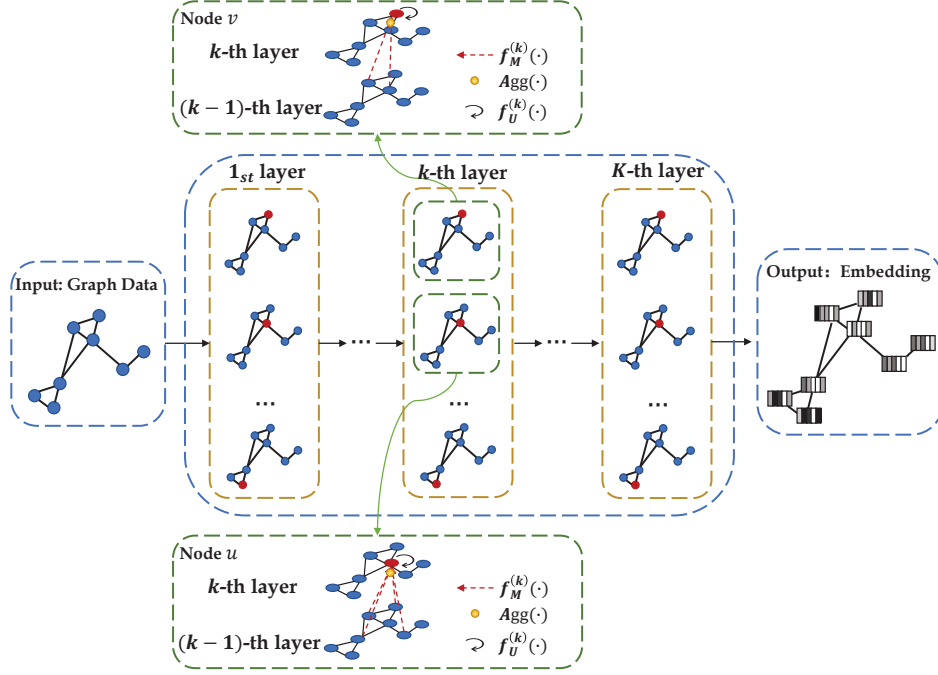 Node v
k-th layer
(k − 1)-th layer
f_M^(k)(·)
Agg(·)
f_U^(k)(·)
1st layer
k-th layer
K-th layer
Input: Graph Data
Output: Embedding
...
...
...
...
...
Node u
k-th layer
(k − 1)-th layer
f_M^(k)(·)
Agg(·)
f_U^(k)(·)